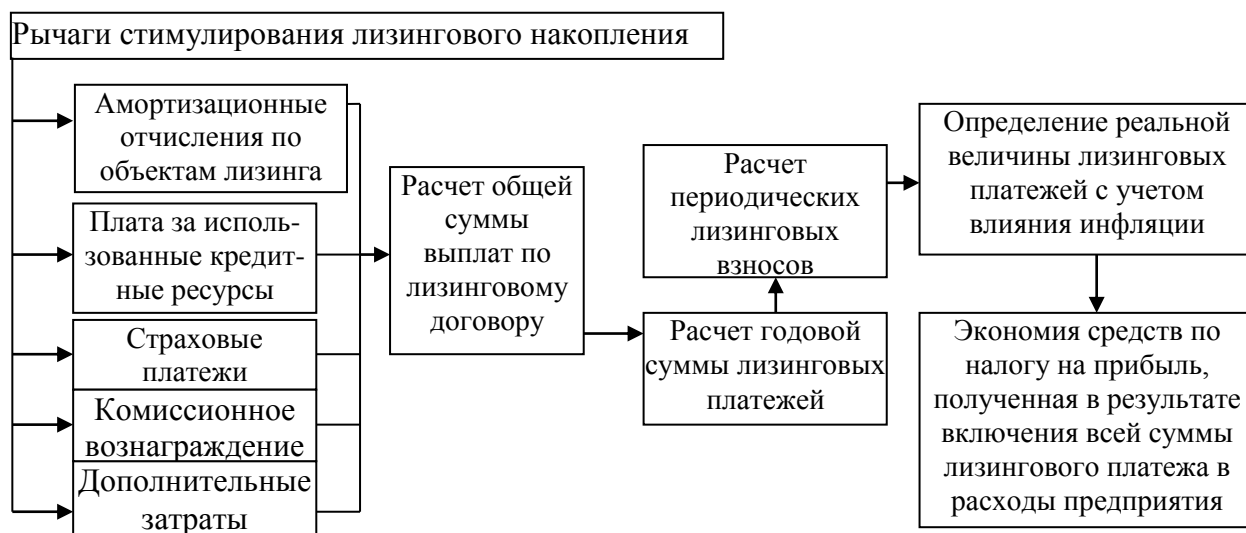 Рычаги стимулирования лизингового накопления
Амортизационные
отчисления по
объектам лизинга
Плата за исполь-
зованные кредит-
ные ресурсы
Страховые
платежи
Комиссионное
вознаграждение
Дополнительные
затраты
Расчет общей
суммы
выплат по
лизинговому
договору
Расчет
периодических
лизинговых
взносов
Расчет годовой
суммы лизинговых
платежей
Определение реальной
величины лизинговых
платежей с учетом
влияния инфляции
Экономия средств по
налогу на прибыль,
полученная в результате
включения всей суммы
лизингового платежа в
расходы предприятия